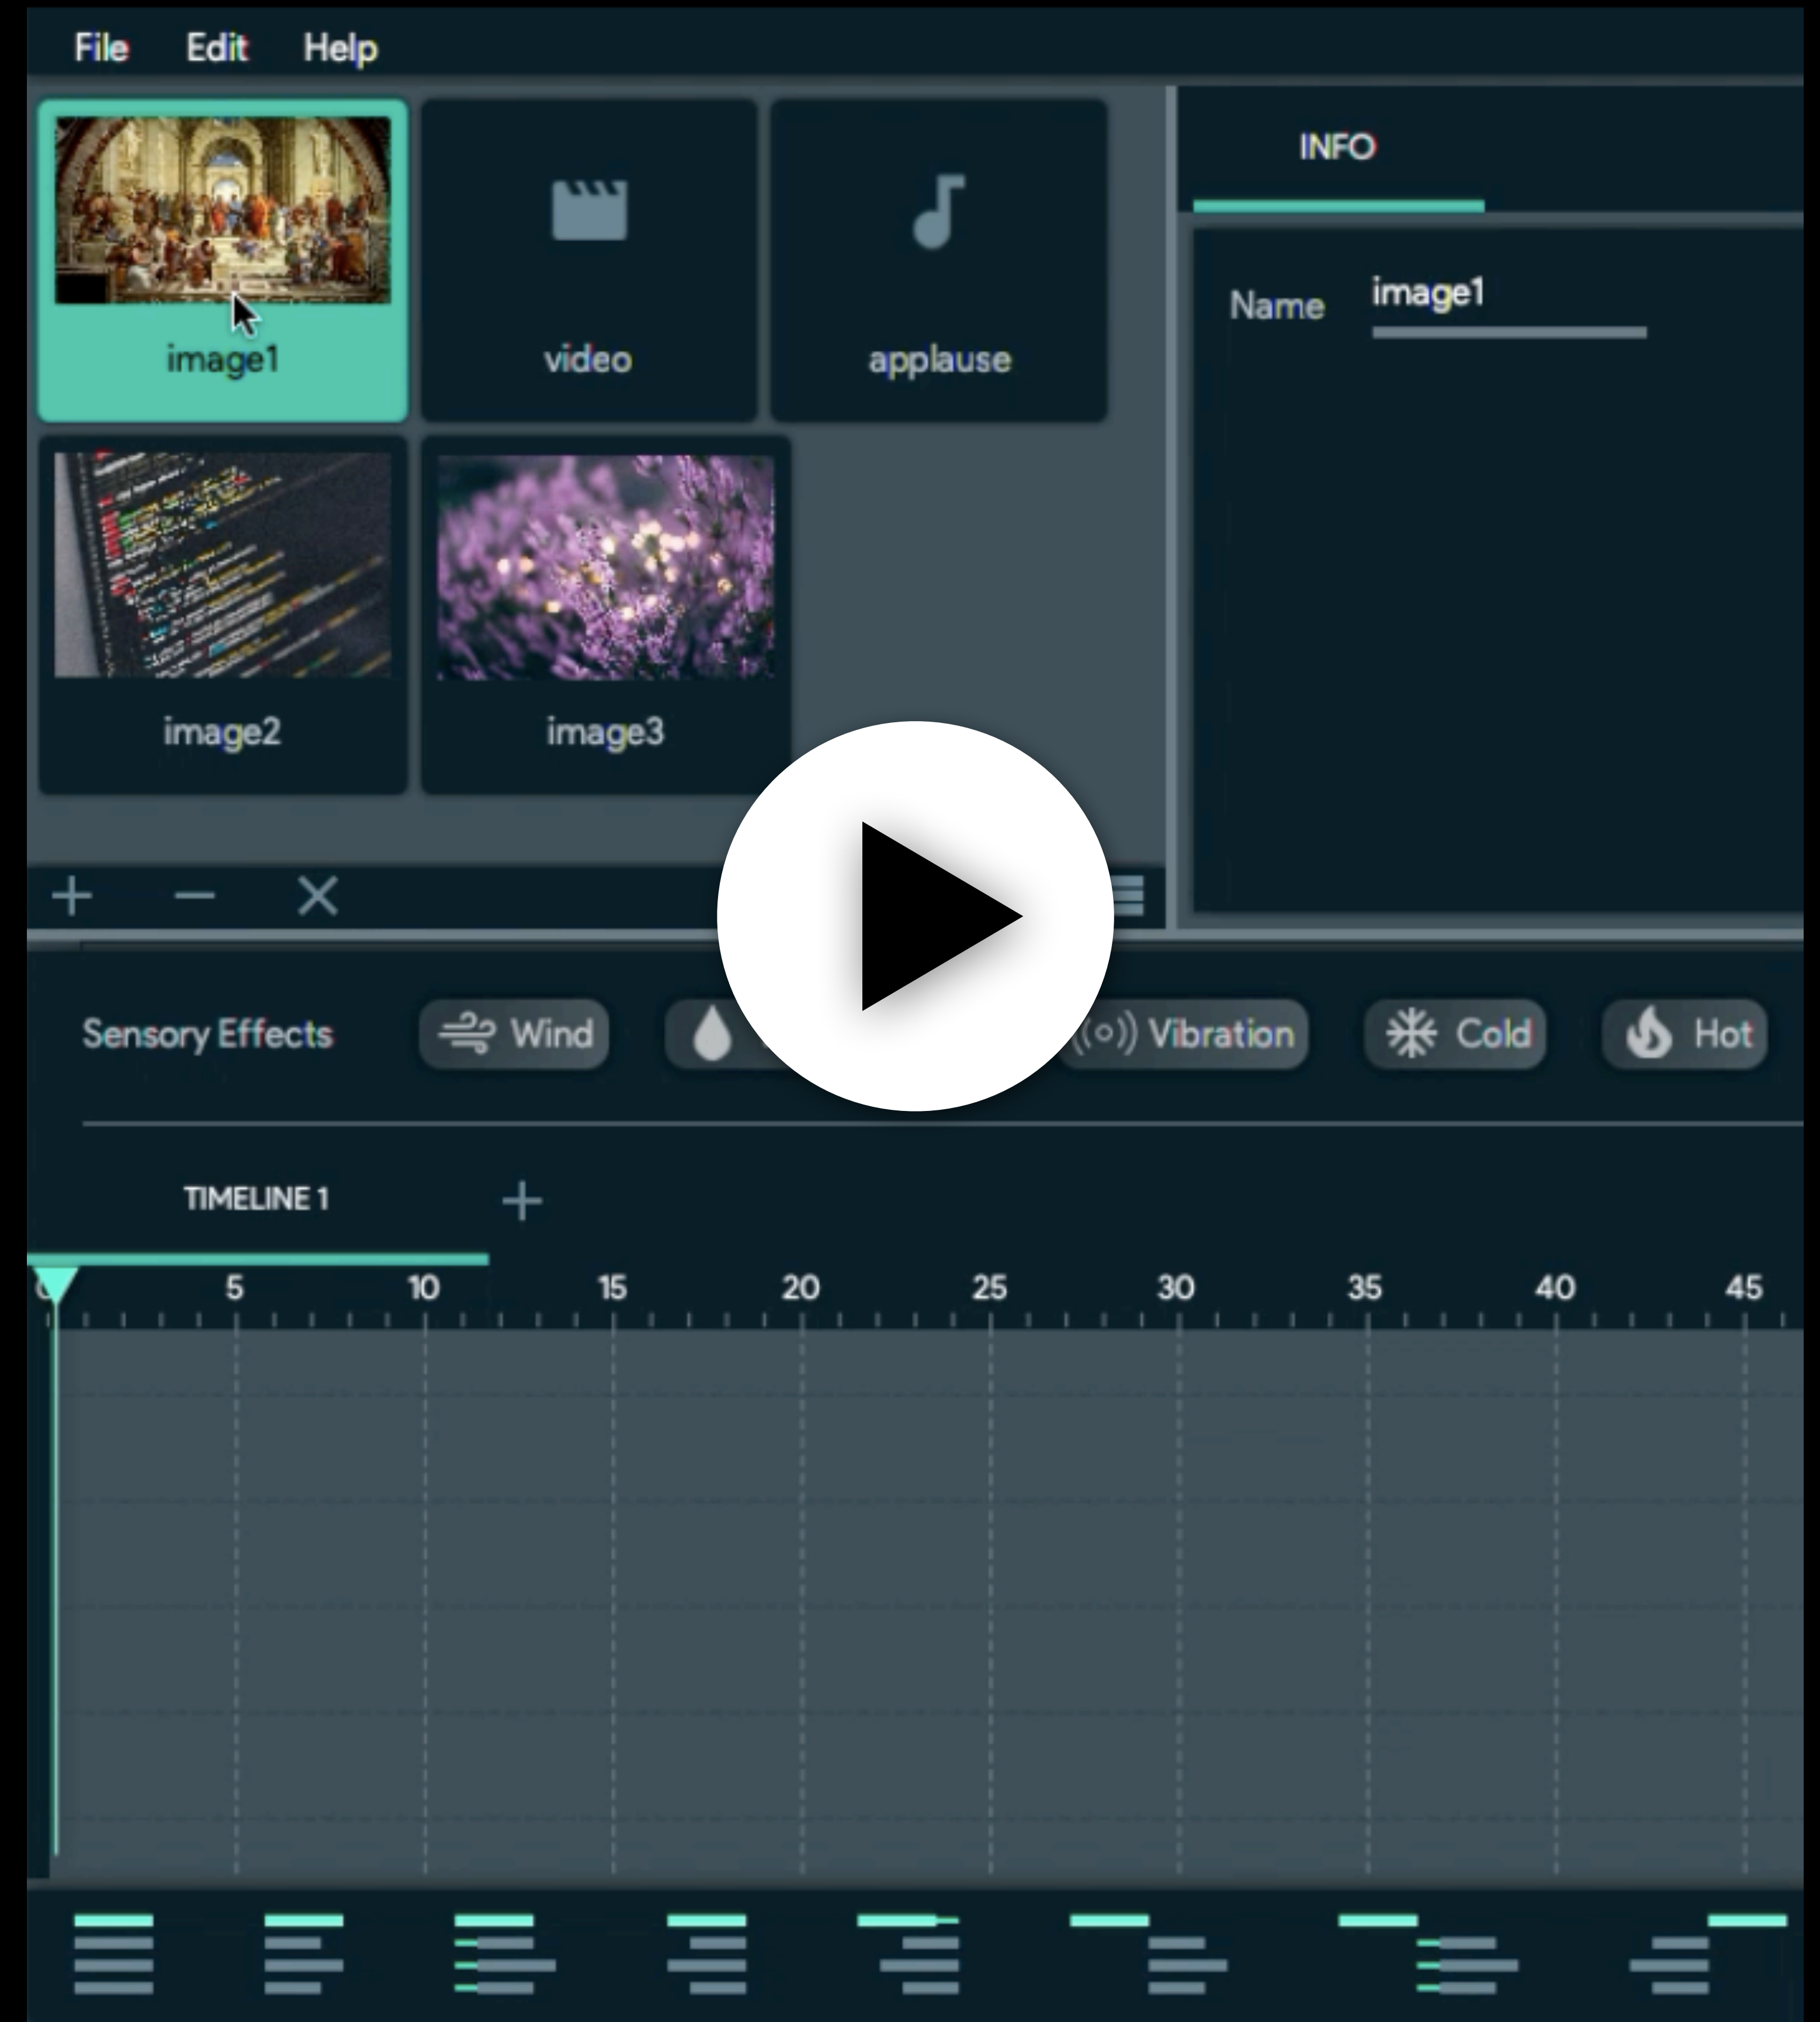 File Edit Help
INFO
Name image1
image1 video applause
image2 image3
Sensory Effects Wind Vibration Cold Hot
TIMELINE 1
5 10 15 20 25 30 35 40 45